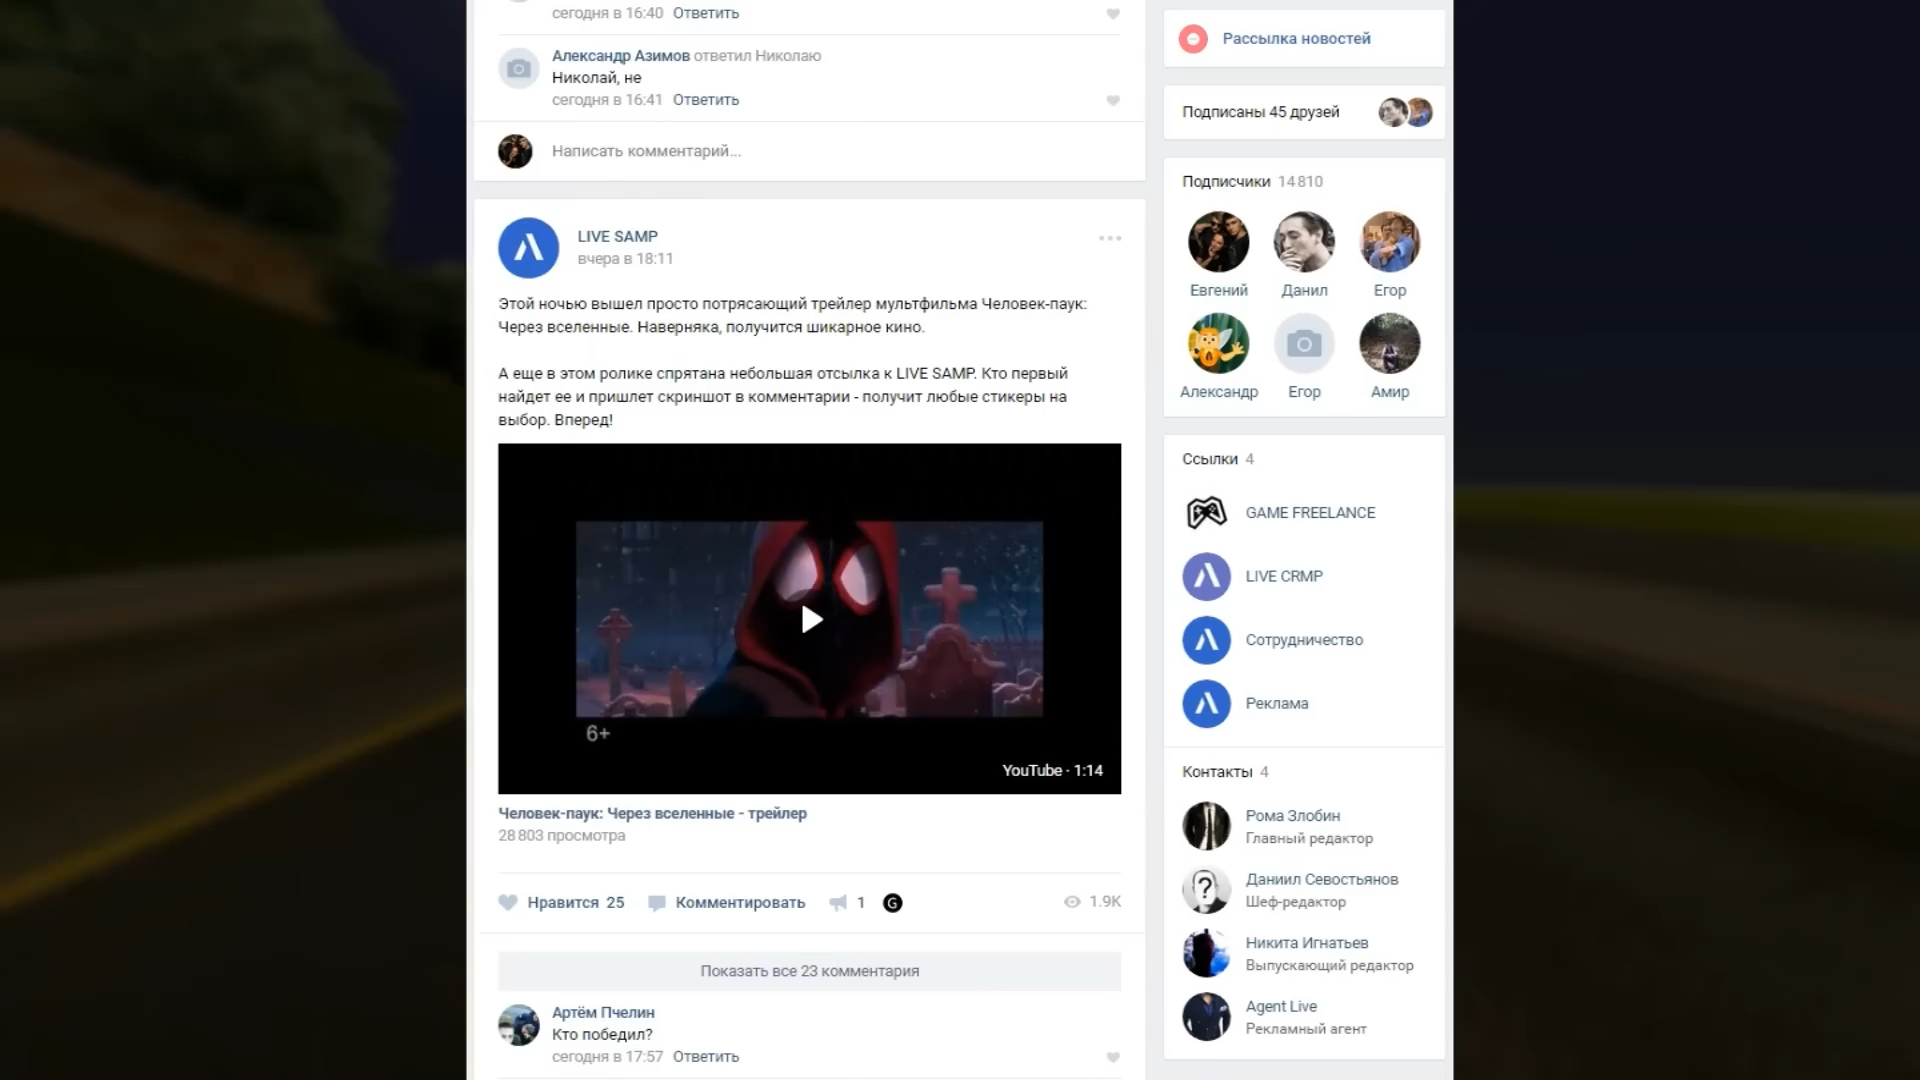 сегодня в 16:40 Ответить
Александр Азимов ответил Николаю
Николай, не
сегодня в 16:41 Ответить
Написать комментарий...
LIVE SAMP
вчера в 18:11
Этой ночью вышел просто потрясающий трейлер мультфильма Человек-паук:
Через вселенные. Наверняка, получится шикарное кино.
А еще в этом ролике спрятана небольшая отсылка к LIVE SAMP. Кто первый
найдет ее и пришлет скриншот в комментарии - получит любые стикеры на
выбор. Вперед!
6+
YouTube · 1:14
Человек-паук: Через вселенные - трейлер
28 803 просмотра
Нравится 25 Комментировать 1 G 1.9K
Показать все 23 комментария
Артём Пчелин
Кто победил?
сегодня в 17:57 Ответить
Рассылка новостей
Подписаны 45 друзей
Подписчики 14 810
Евгений Данил Егор
Александр Егор Амир
Ссылки 4
GAME FREELANCE
LIVE CRMP
Сотрудничество
Реклама
Контакты 4
Рома Злобин
Главный редактор
Даниил Севостьянов
Шеф-редактор
Никита Игнатьев
Выпускающий редактор
Agent Live
Рекламный агент